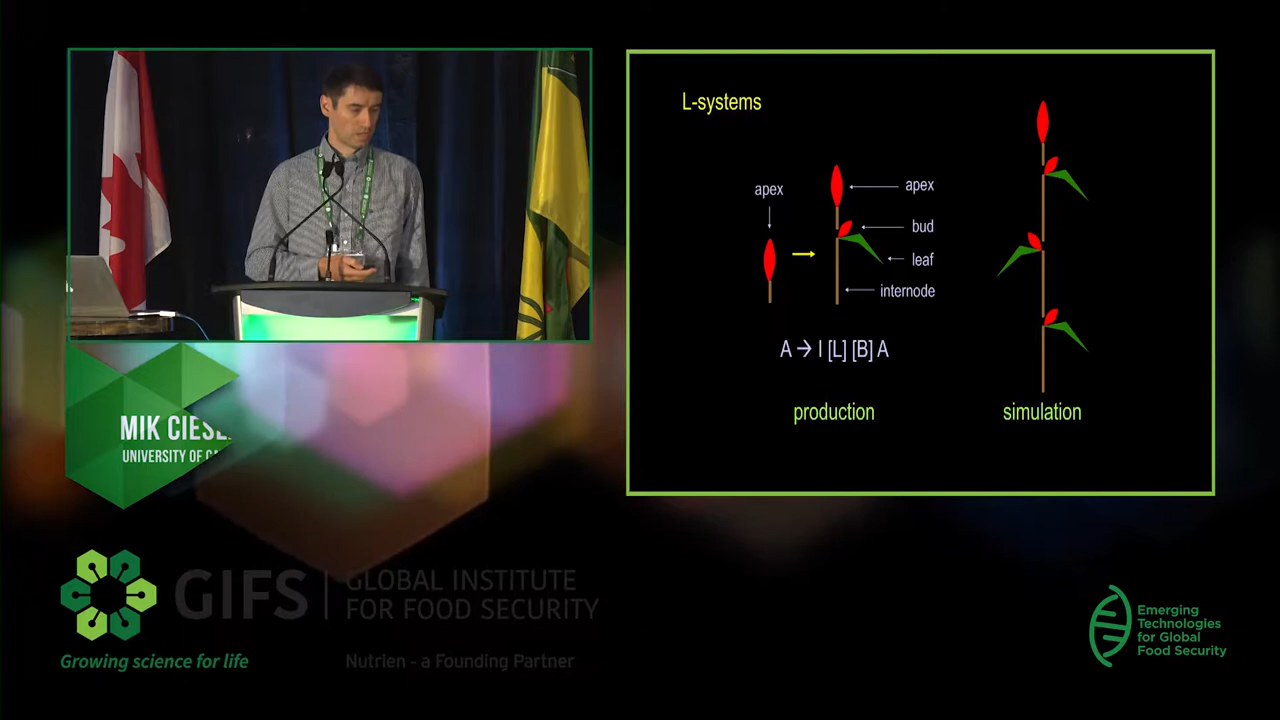 L-systems
apex
apex
bud
leaf
internode
A → I [L] [B] A
production
simulation
MIK
UNIVERSITY OF
GIFS
GLOBAL INSTITUTE
FOR FOOD SECURITY
Growing science for life
Nutrien - a Founding Partner
Emerging
Technologies
for Global
Food Security